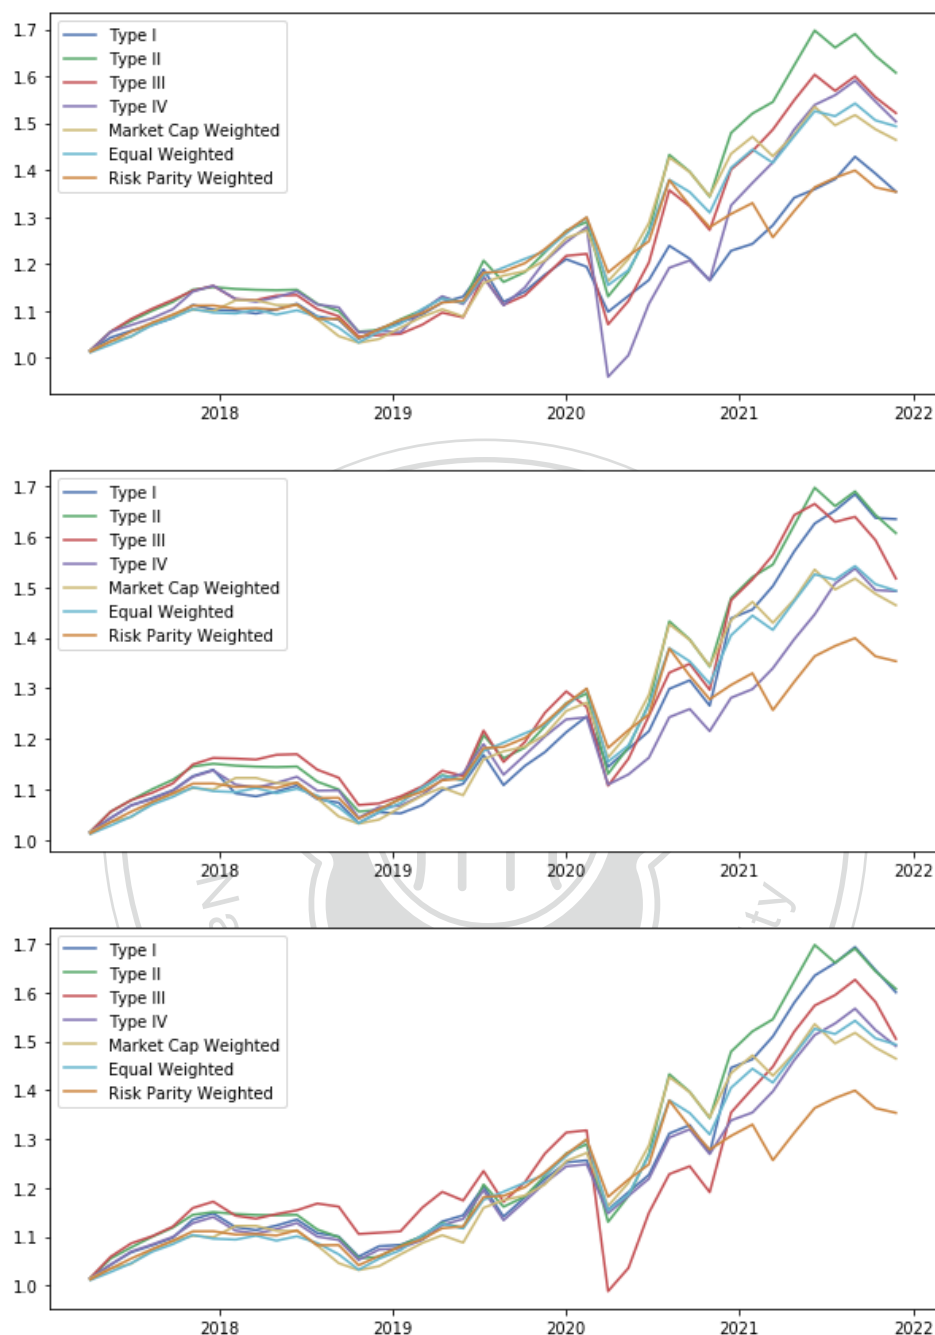 1.7
1.6
1.5
1.4
1.3
1.2
1.1
1.0
Type I
Type II
Type III
Type IV
Market Cap Weighted
Equal Weighted
Risk Parity Weighted
2018 2019 2020 2021 2022
1.7
1.6
1.5
1.4
1.3
1.2
1.1
1.0
Type I
Type II
Type III
Type IV
Market Cap Weighted
Equal Weighted
Risk Parity Weighted
2018 2019 2020 2021 2022
1.7
1.6
1.5
1.4
1.3
1.2
1.1
1.0
Type I
Type II
Type III
Type IV
Market Cap Weighted
Equal Weighted
Risk Parity Weighted
2018 2019 2020 2021 2022